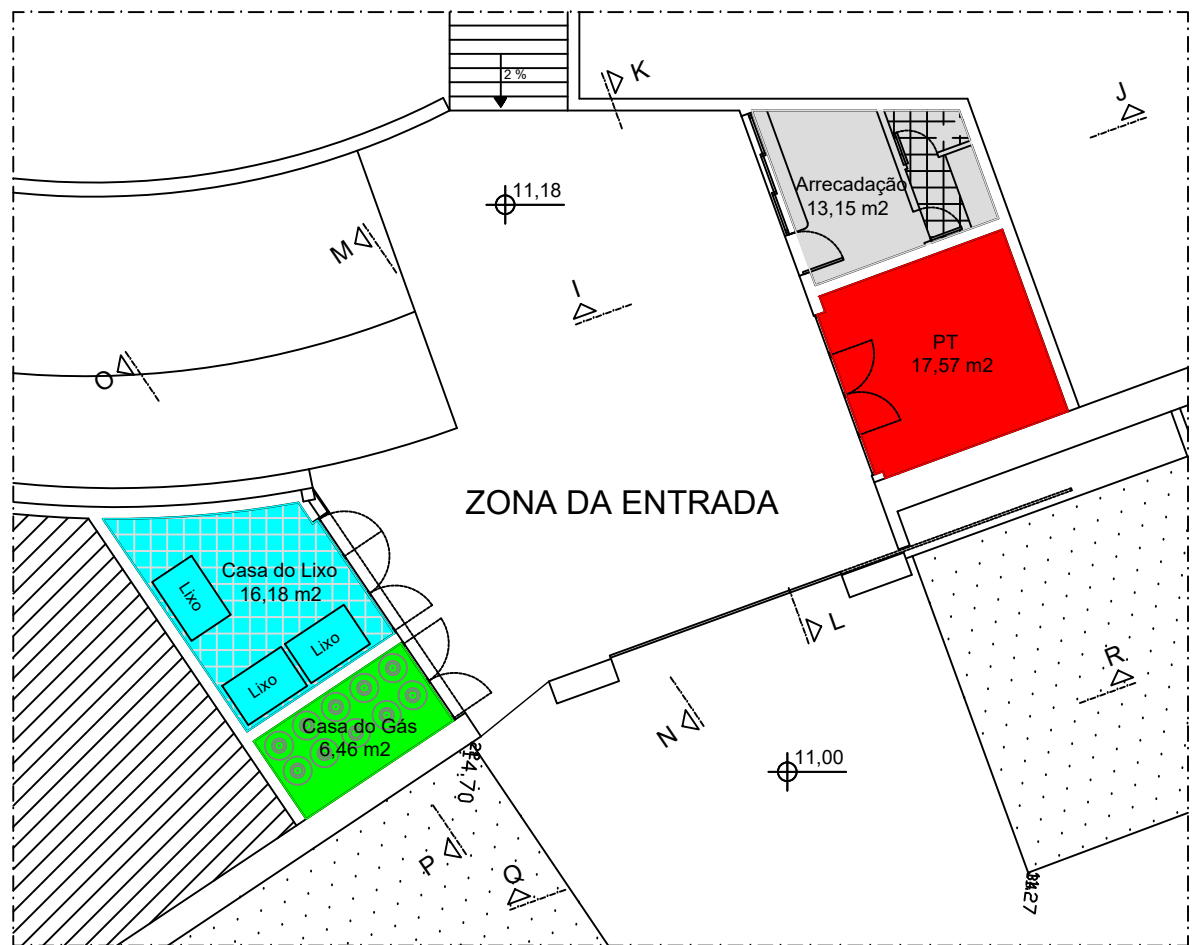 2 %
K
J
11,18
Arrecadação
13,15 m2
M
I
PT
17,57 m2
O
ZONA DA ENTRADA
Casa do Lixo
16,18 m2
Lixo
Lixo
Lixo
L
R
Casa do Gás
6,46 m2
N
11,00
P
Q